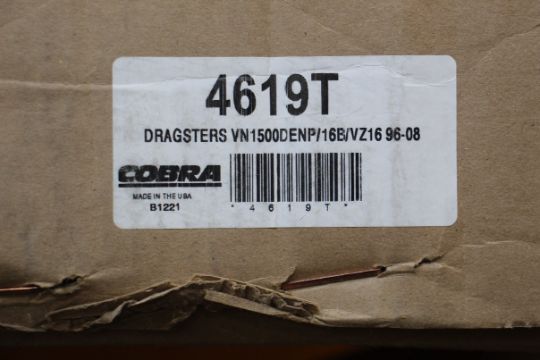 4619T
DRAGSTERS VN1500DENP/16B/VZ16 96-08
COBRA
MADE IN THE USA
B1221
*4619T*